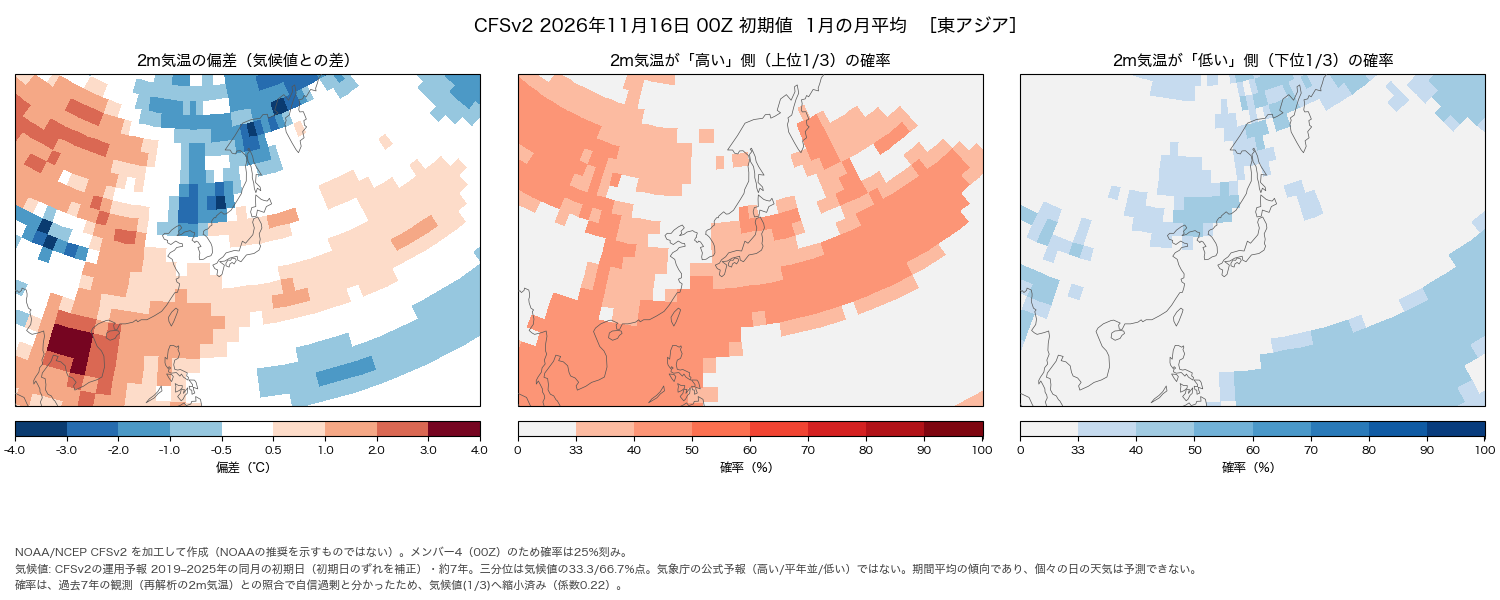 CFSv2 2026年11月16日 00Z 初期値 1月の月平均 ［東アジア］
2m気温の偏差（気候値との差）
2m気温が「高い」側（上位1/3）の確率
2m気温が「低い」側（下位1/3）の確率
-4.0 -3.0 -2.0 -1.0 -0.5 0.5 1.0 2.0 3.0 4.0
偏差（℃）
0 33 40 50 60 70 80 90 100
確率（%）
0 33 40 50 60 70 80 90 100
確率（%）
NOAA/NCEP CFSv2 を加工して作成（NOAAの推奨を示すものではない）。メンバー4（00Z）のため確率は25%刻み。
気候値: CFSv2の運用予報 2019–2025年の同月の初期日（初期日のずれを補正）・約7年。三分位は気候値の33.3/66.7%点。気象庁の公式予報（高い/平年並/低い）ではない。期間平均の傾向であり、個々の日の天気は予測できない。
確率は、過去7年の観測（再解析の2m気温）との照合で自信過剰と分かったため、気候値(1/3)へ縮小済み（係数0.22）。